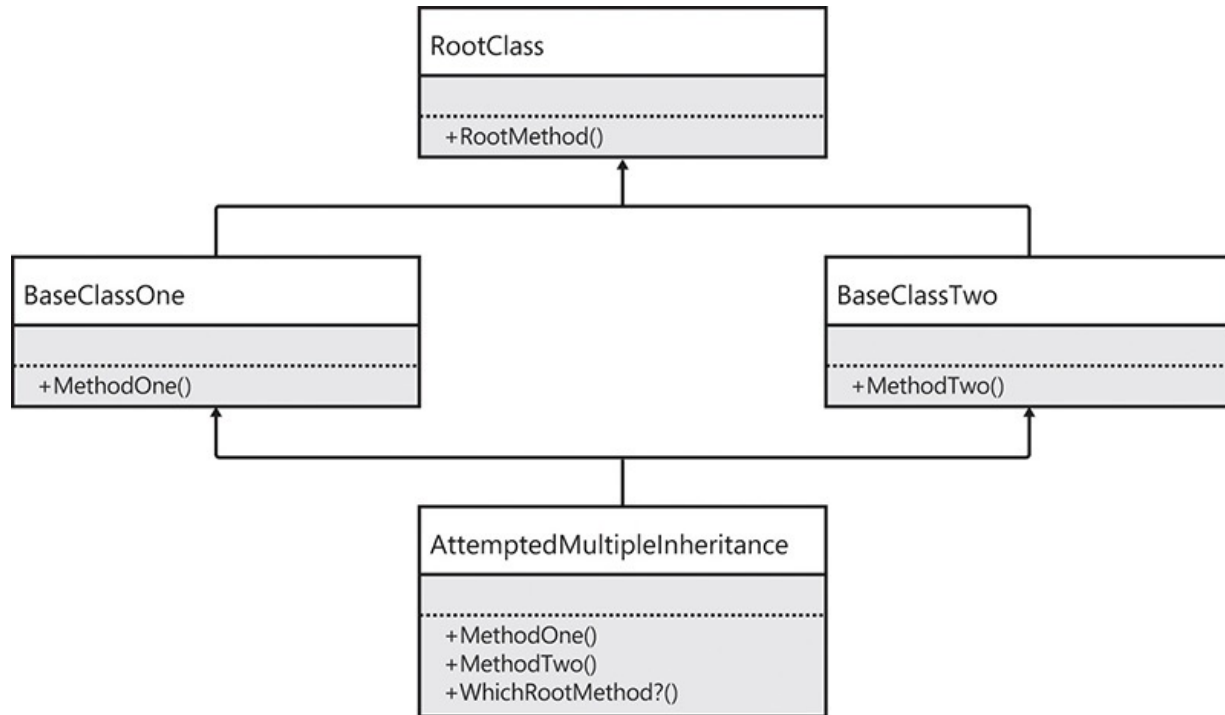 RootClass
+RootMethod()
BaseClassOne
+MethodOne()
BaseClassTwo
+MethodTwo()
AttemptedMultipleInheritance
+MethodOne()
+MethodTwo()
+WhichRootMethod?()